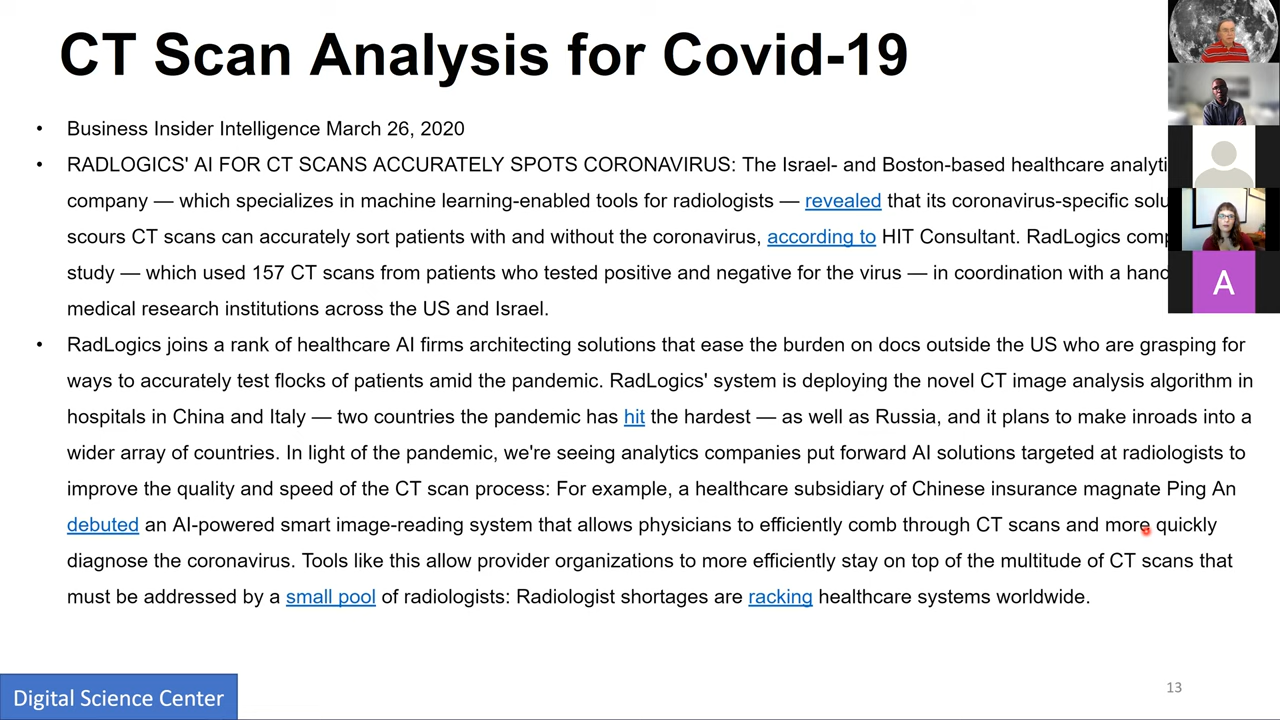 CT Scan Analysis for Covid-19
• Business Insider Intelligence March 26, 2020
• RADLOGICS' AI FOR CT SCANS ACCURATELY SPOTS CORONAVIRUS: The Israel- and Boston-based healthcare
company — which specializes in machine learning-enabled tools for radiologists — revealed that its coronavirus-specific
scours CT scans can accurately sort patients with and without the coronavirus, according to HIT Consultant. RadLogics
study — which used 157 CT scans from patients who tested positive and negative for the virus — in coordination with a
medical research institutions across the US and Israel.
• RadLogics joins a rank of healthcare AI firms architecting solutions that ease the burden on docs outside the US who are grasping for
ways to accurately test flocks of patients amid the pandemic. RadLogics' system is deploying the novel CT image analysis algorithm in
hospitals in China and Italy — two countries the pandemic has hit the hardest — as well as Russia, and it plans to make inroads into a
wider array of countries. In light of the pandemic, we're seeing analytics companies put forward AI solutions targeted at radiologists to
improve the quality and speed of the CT scan process: For example, a healthcare subsidiary of Chinese insurance magnate Ping An
debuted an AI-powered smart image-reading system that allows physicians to efficiently comb through CT scans and more quickly
diagnose the coronavirus. Tools like this allow provider organizations to more efficiently stay on top of the multitude of CT scans that
must be addressed by a small pool of radiologists: Radiologist shortages are racking healthcare systems worldwide.
A
Digital Science Center
13